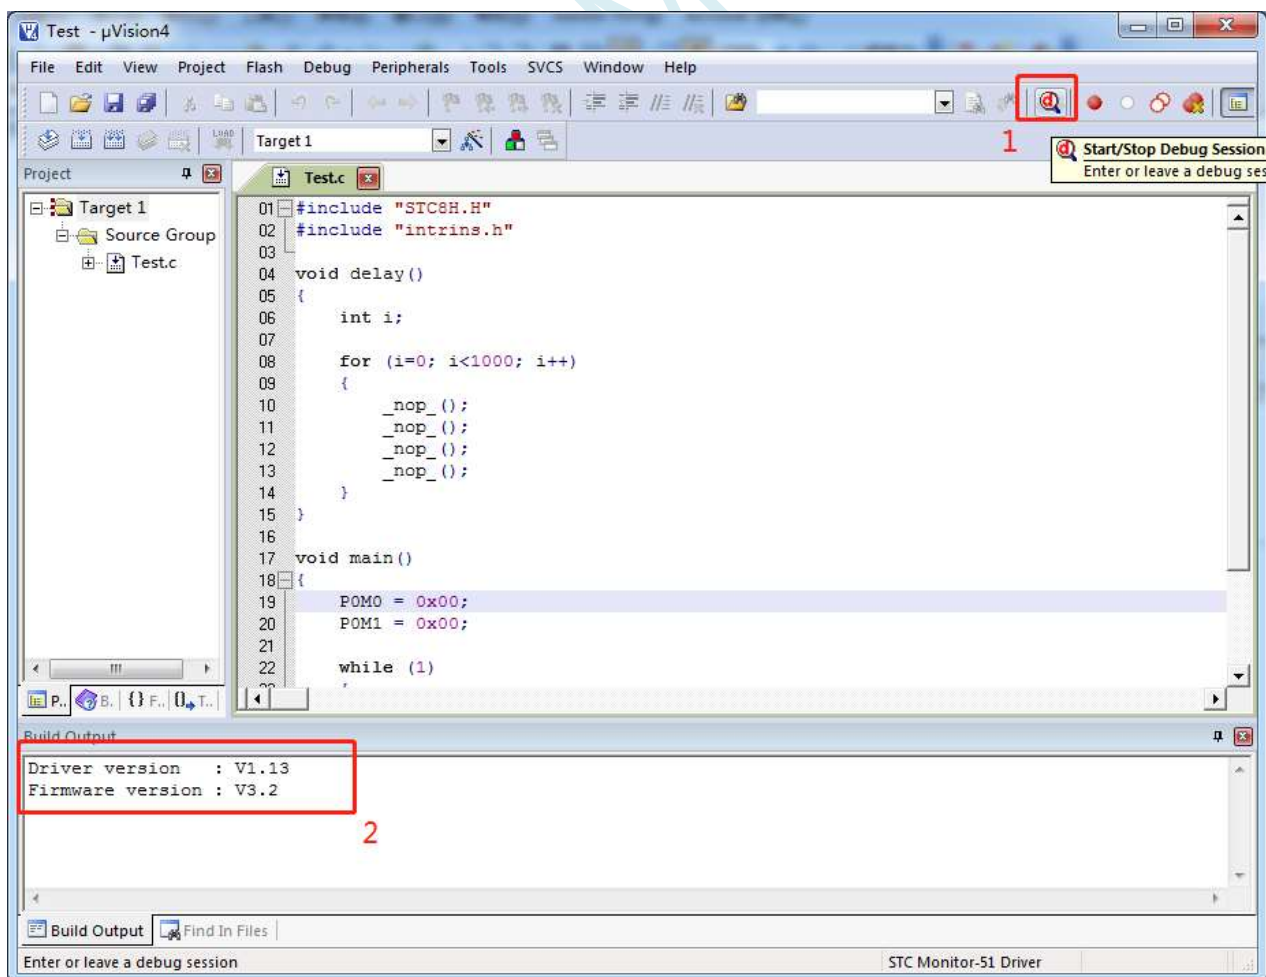 Test - µVision4
File Edit View Project Flash Debug Peripherals Tools SVCS Window Help
1
Target 1
Start/Stop Debug Session
Enter or leave a debug ses
Project
Test.c
Target 1
Source Group
Test.c
01 #include "STC8H.H"
02 #include "intrins.h"
03
04 void delay()
05 {
06 int i;
07
08 for (i=0; i<1000; i++)
09 {
10 _nop_();
11 _nop_();
12 _nop_();
13 _nop_();
14 }
15 }
16
17 void main()
18 {
19 P0M0 = 0x00;
20 P0M1 = 0x00;
21
22 while (1)
P.. B. {} F.. 0 T..
Build Output
Driver version : V1.13
Firmware version : V3.2
2
Build Output Find In Files
Enter or leave a debug session STC Monitor-51 Driver